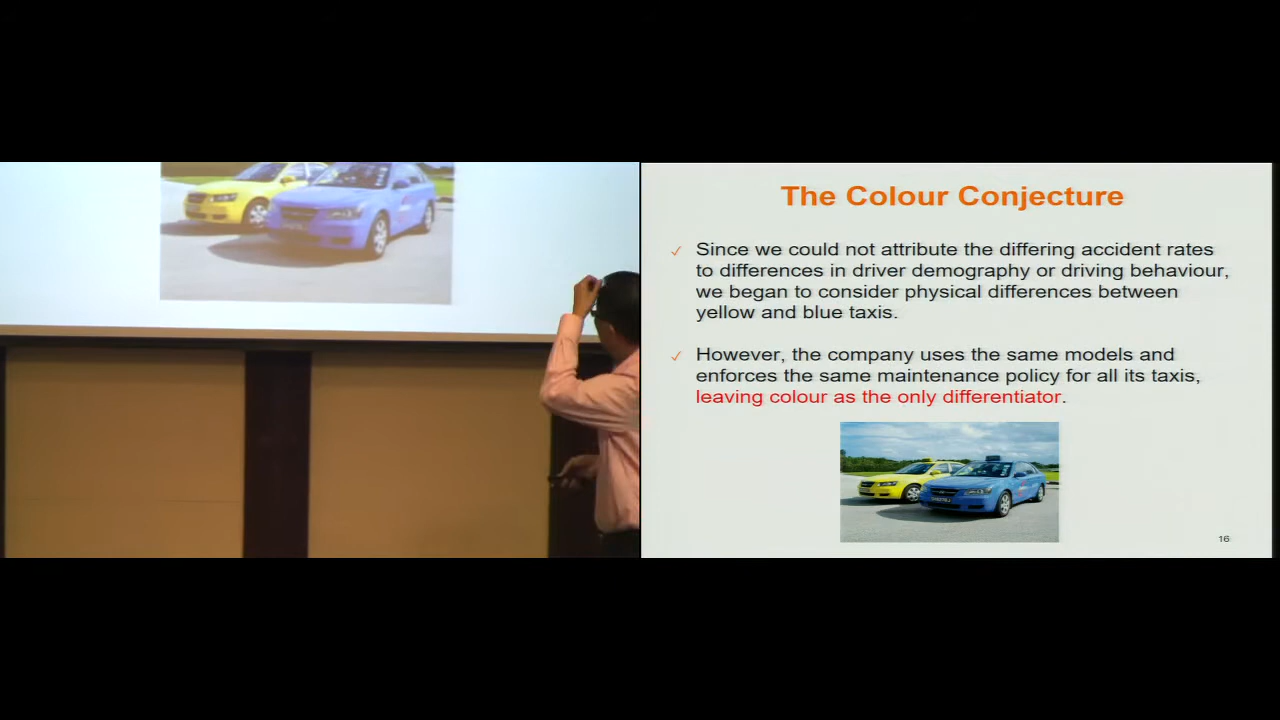 The Colour Conjecture
✓ Since we could not attribute the differing accident rates
to differences in driver demography or driving behaviour,
we began to consider physical differences between
yellow and blue taxis.
✓ However, the company uses the same models and
enforces the same maintenance policy for all its taxis,
leaving colour as the only differentiator.
16